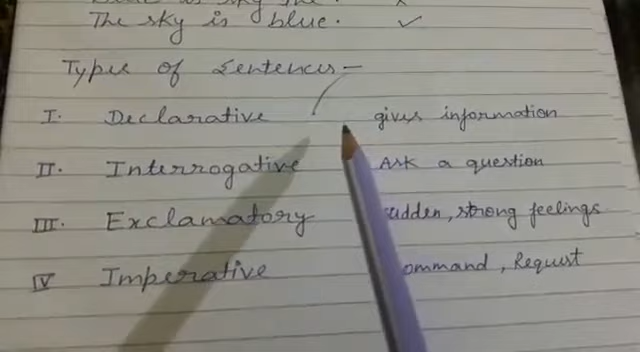 The sky is blue. ✓
Types of Sentences –
I. Declarative gives information
II. Interrogative Ask a question
III. Exclamatory sudden, strong feelings
IV Imperative ommand, Request